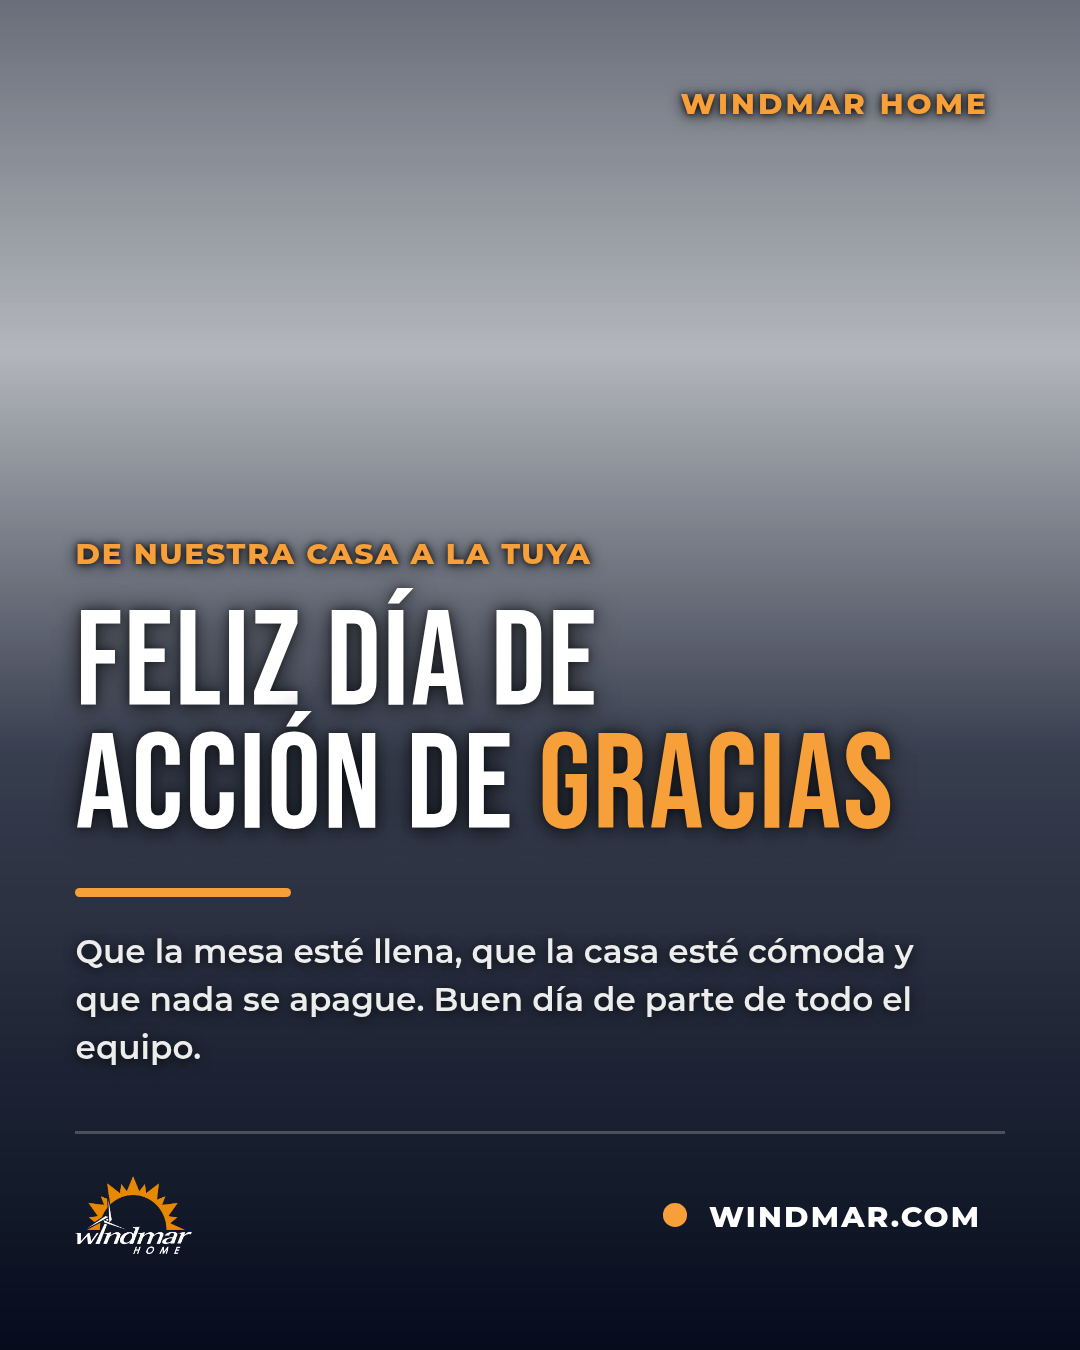 WINDMAR HOME
DE NUESTRA CASA A LA TUYA
FELIZ DÍA DE
ACCIÓN DE GRACIAS
Que la mesa esté llena, que la casa esté cómoda y
que nada se apague. Buen día de parte de todo el
equipo.
windmar
HOME
WINDMAR.COM